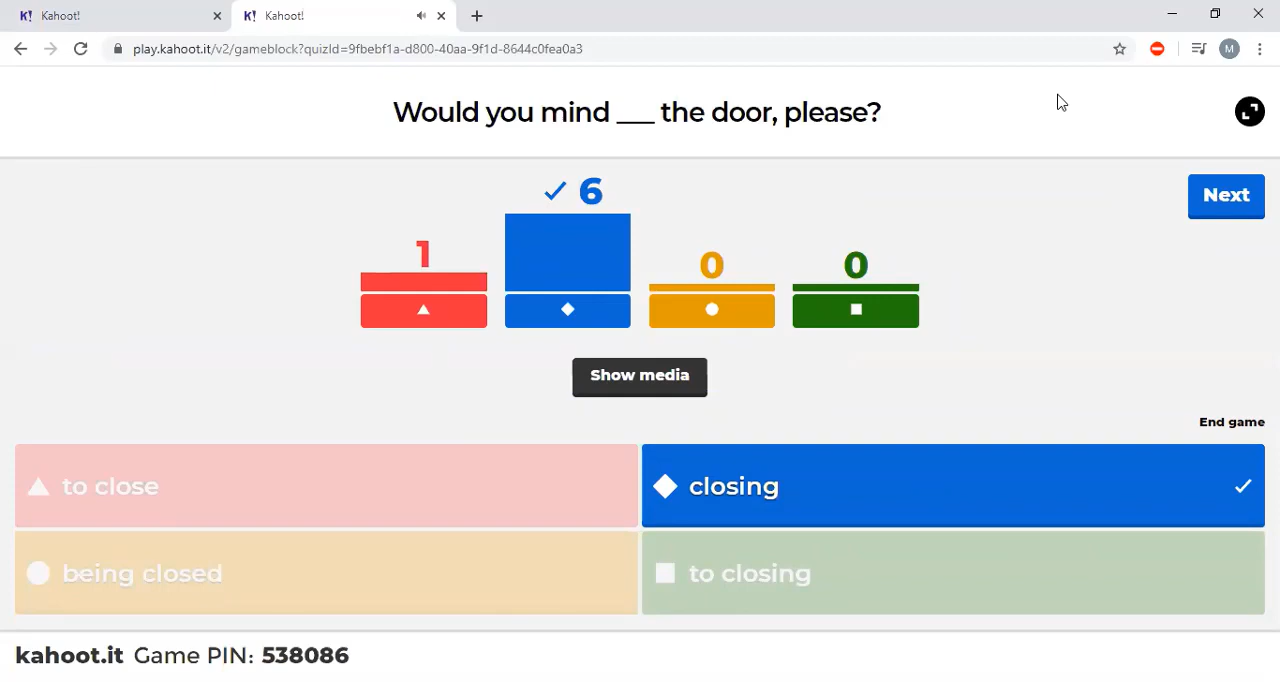 K! Kahoot!
K! Kahoot!
play.kahoot.it/v2/gameblock?quizId=9fbebf1a-d800-40aa-9f1d-8644c0fea0a3
M
Would you mind ___ the door, please?
Next
1
6
0
0
Show media
End game
to close
closing
being closed
to closing
kahoot.it Game PIN: 538086